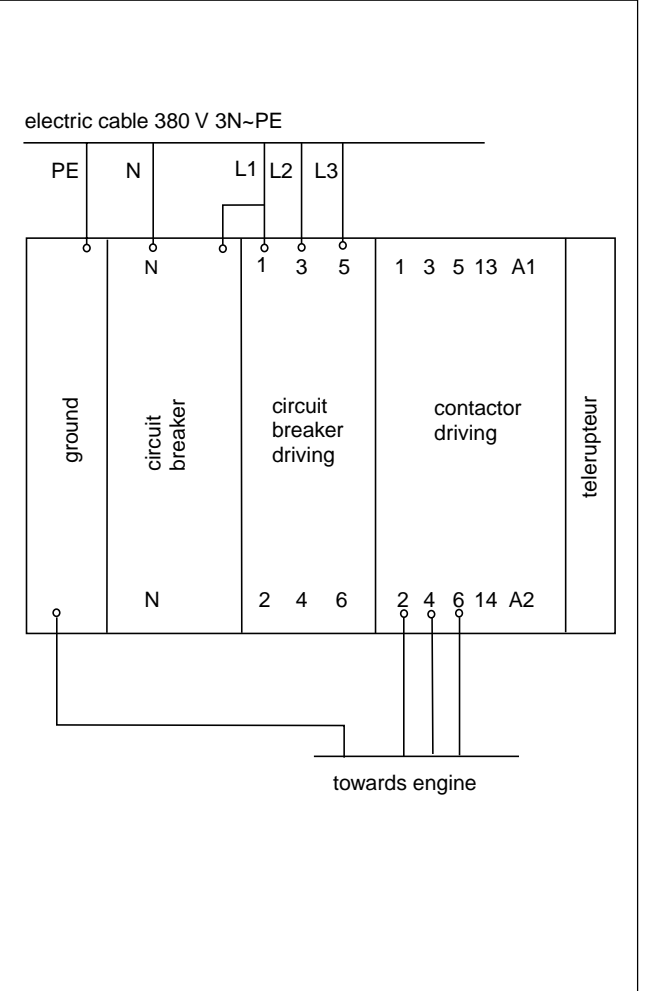 electric cable 380 V 3N~PE
PE N L1 L2 L3
N 1 3 5 1 3 5 13 A1
ground
circuit
breaker
circuit
breaker
driving
contactor
driving
telerupteur
N 2 4 6 2 4 6 14 A2
towards engine